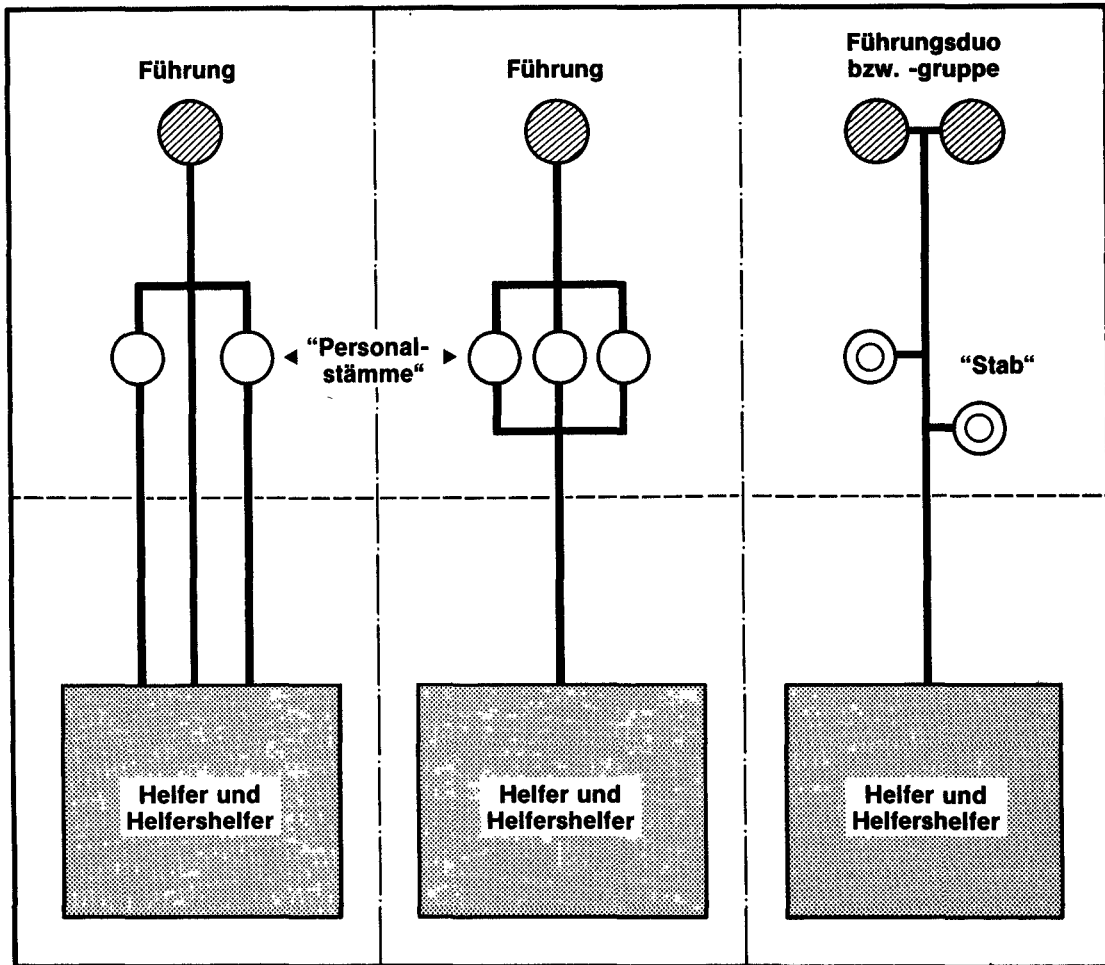 Führung
Führung
Führungsduo
bzw. -gruppe
“Personal-
stämme“
“Stab“
Helfer und
Helfershelfer
Helfer und
Helfershelfer
Helfer und
Helfershelfer